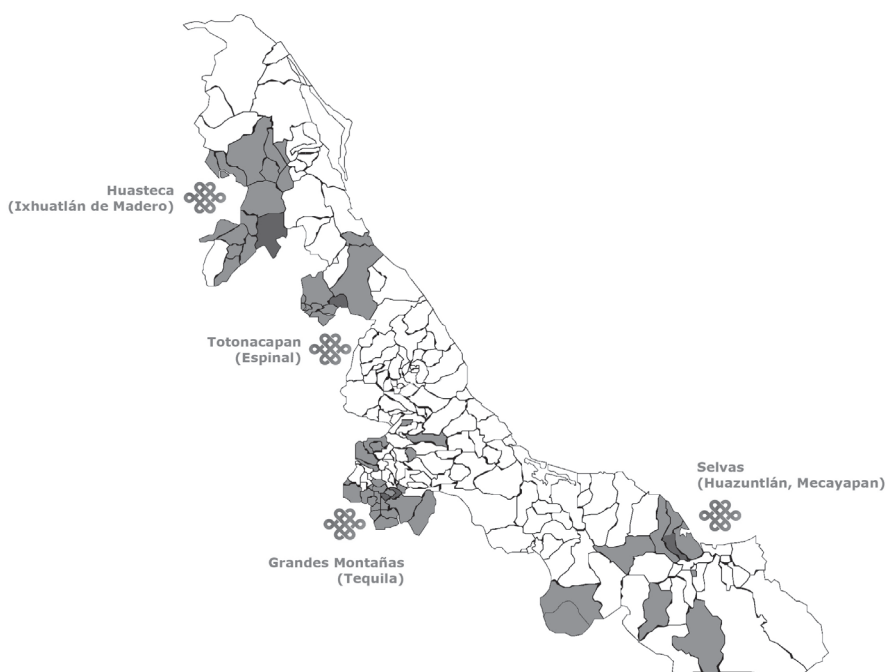 Huasteca
(Ixhuatlán de Madero)
Totonacapan
(Espinal)
Selvas
(Huazuntlán, Mecayapan)
Grandes Montañas
(Tequila)